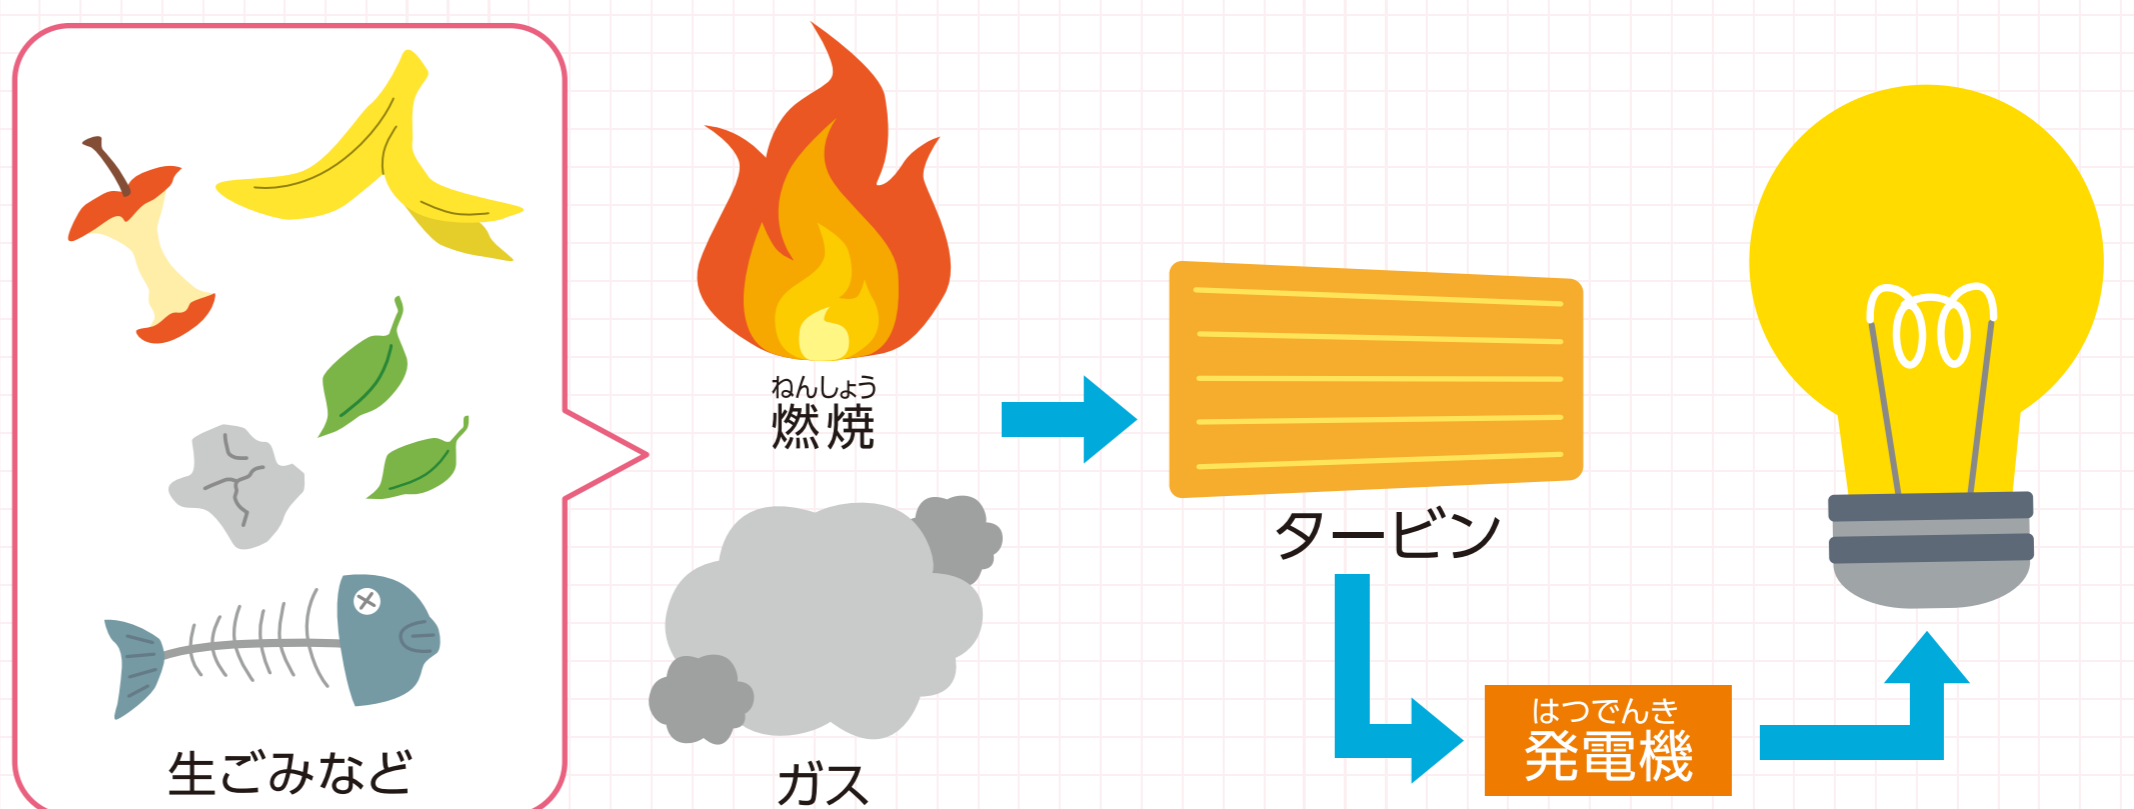 生ごみなど
ねんしょう
燃焼
ガス
タービン
はつでんき
発電機